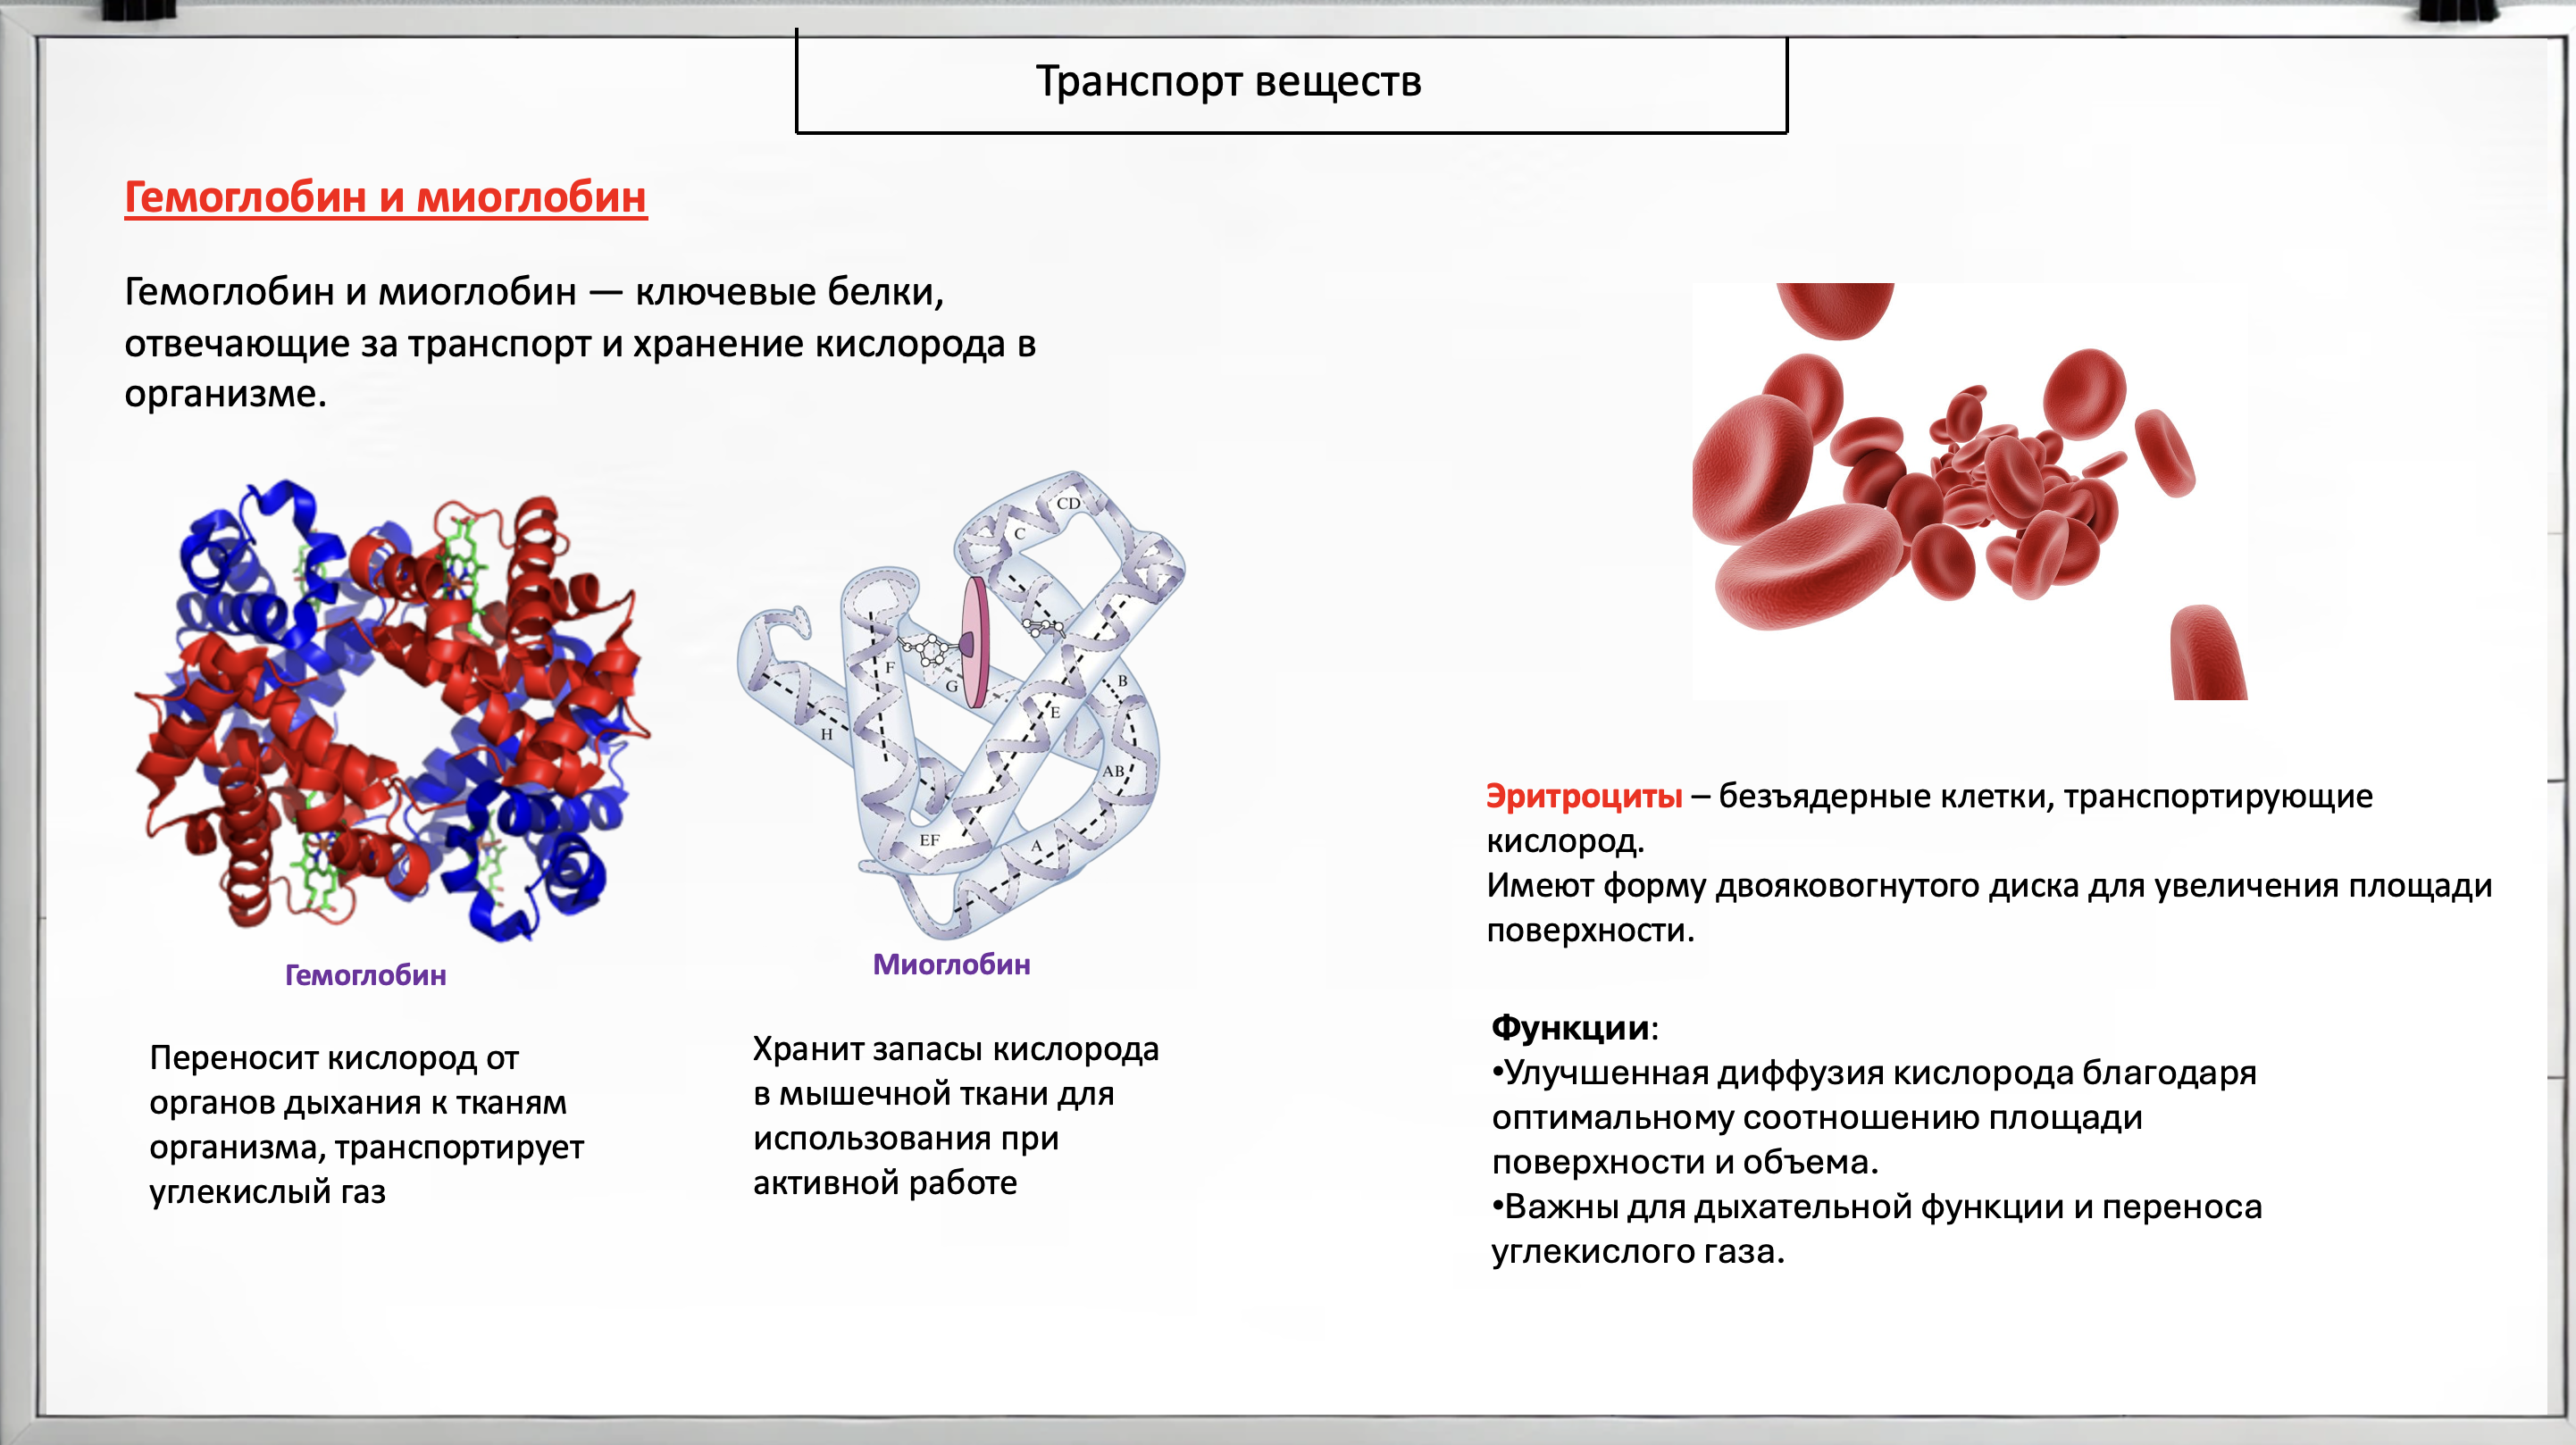 Транспорт веществ
Гемоглобин и миоглобин
Гемоглобин и миоглобин — ключевые белки,
отвечающие за транспорт и хранение кислорода в
организме.
CD
C
F
G
B
E
H
AB
EF
A
Гемоглобин
Миоглобин
Переносит кислород от
органов дыхания к тканям
организма, транспортирует
углекислый газ
Хранит запасы кислорода
в мышечной ткани для
использования при
активной работе
Эритроциты – безъядерные клетки, транспортирующие
кислород.
Имеют форму двояковогнутого диска для увеличения площади
поверхности.
Функции:
•Улучшенная диффузия кислорода благодаря
оптимальному соотношению площади
поверхности и объема.
•Важны для дыхательной функции и переноса
углекислого газа.